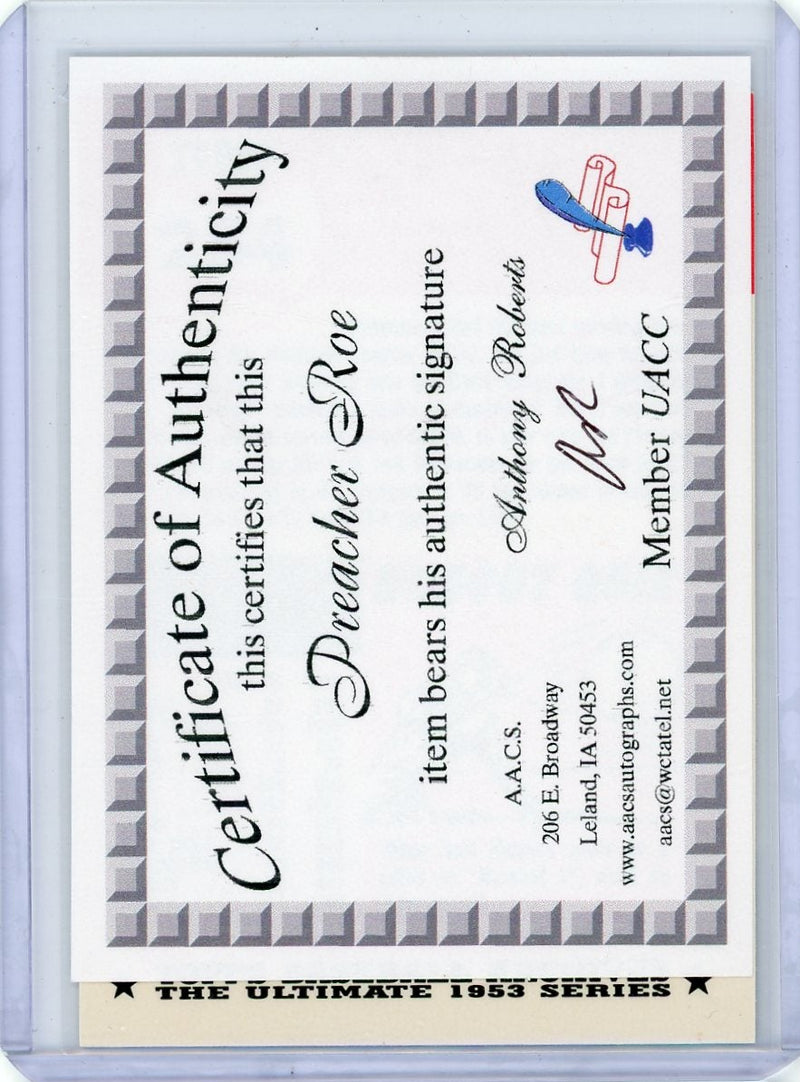 Certificate of Authenticity
this certifies that this
Preacher Roe
item bears his authentic signature
A.A.C.S.
206 E. Broadway
Leland, IA 50453
www.aacsautographs.com
aacs@wctatel.net
Anthony Roberts
Member UACC
THE ULTIMATE 1953 SERIES